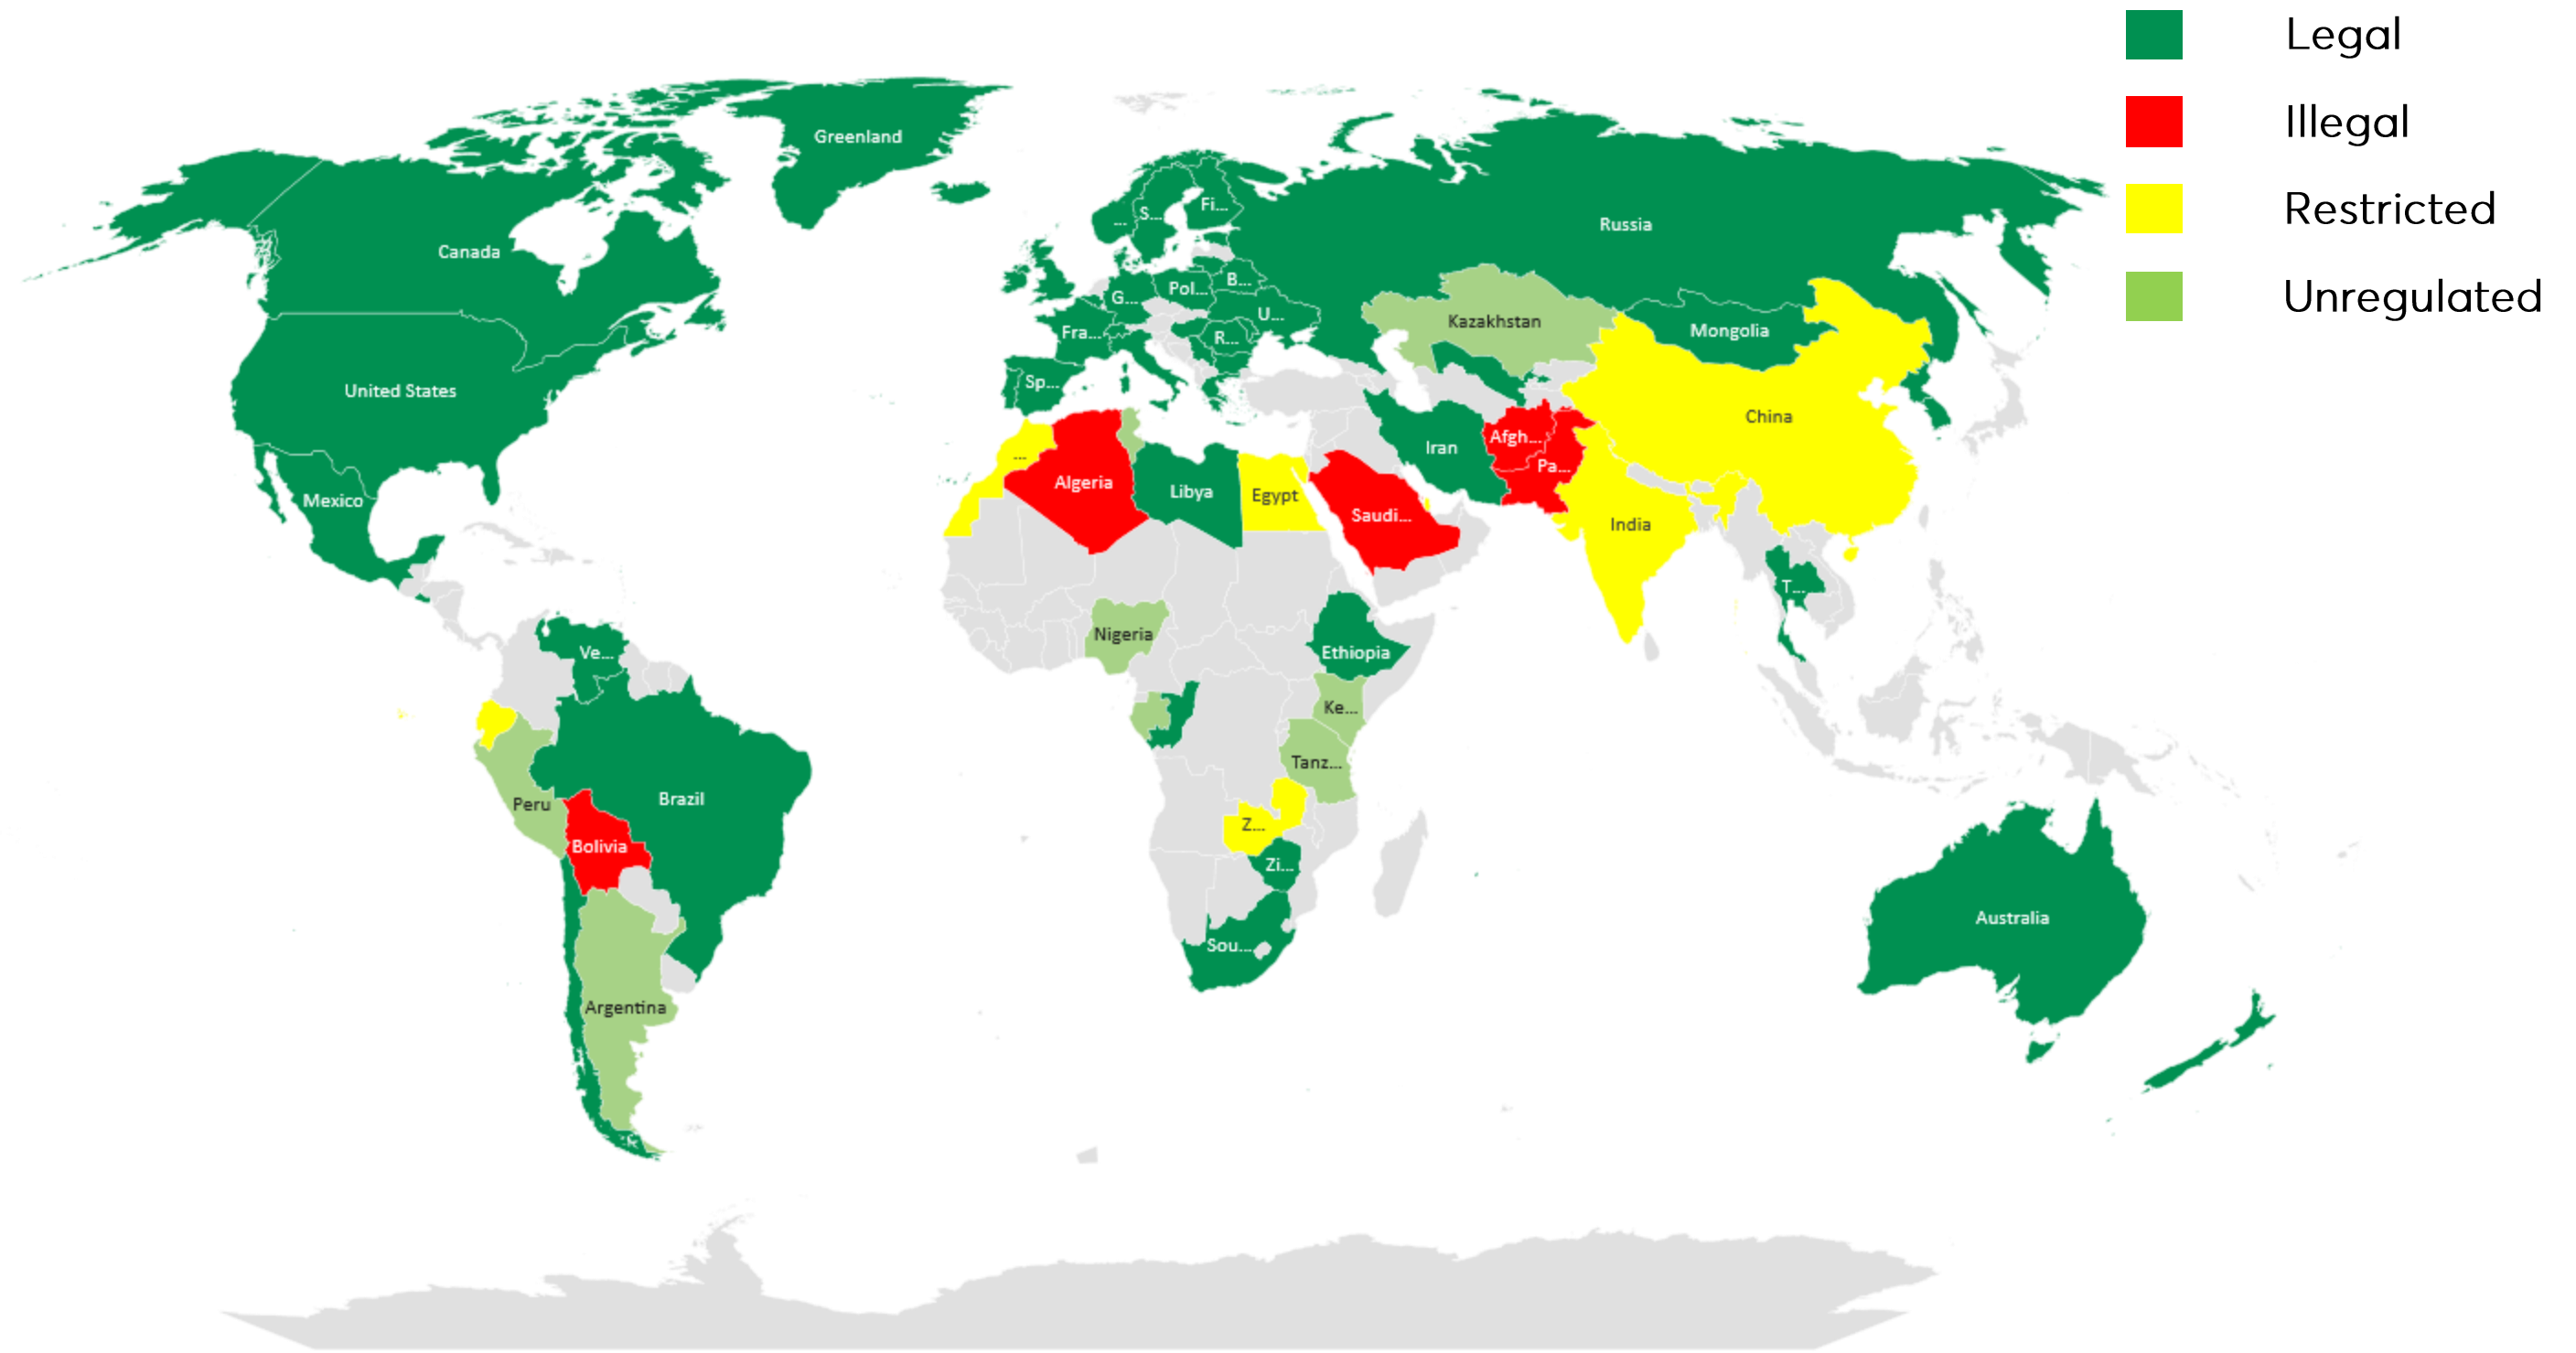 Legal
Illegal
Restricted
Unregulated
Greenland
Canada
Russia
...
S...
Fi...
B...
Pol...
G...
U...
Fra...
R...
Sp...
Kazakhstan
Mongolia
United States
China
Mexico
...
Algeria
Libya
Egypt
Saudi...
Iran
Afgh...
Pa...
India
T...
Nigeria
Ethiopia
Ve...
Ke...
Tanz...
Peru
Brazil
Bolivia
Z...
Zi...
Sou...
Australia
Argentina